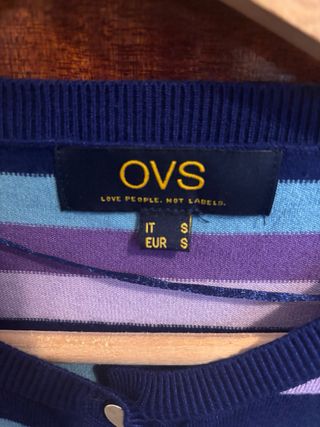 OVS
LOVE PEOPLE. NOT LABELS.
IT S
EUR S